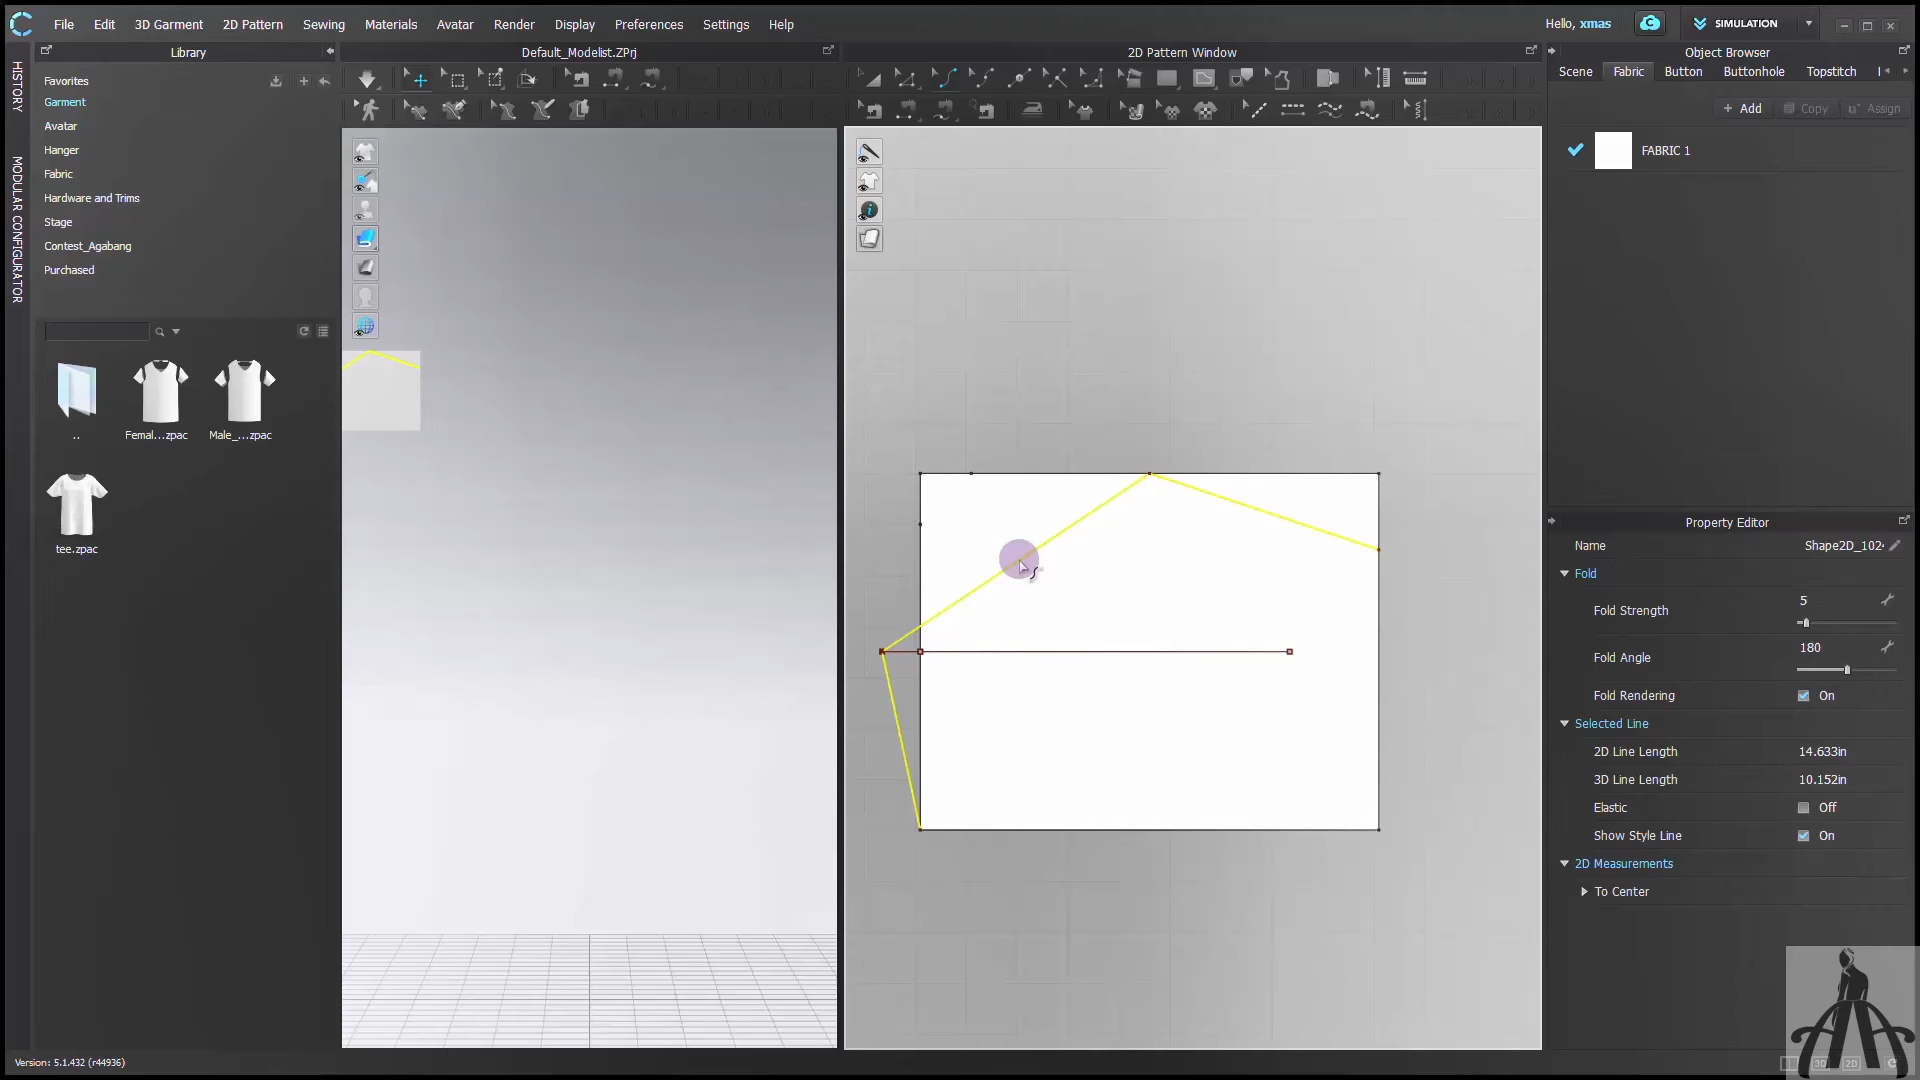 File Edit 3D Garment 2D Pattern Sewing Materials Avatar Render Display Preferences Settings Help
Hello, xmas
SIMULATION
Library
Default_Modelist.ZPrj
2D Pattern Window
Object Browser
HISTORY
MODULAR CONFIGURATOR
Favorites
Garment
Avatar
Hanger
Fabric
Hardware and Trims
Stage
Contest_Agabang
Purchased
..
Femal...zpac
Male_...zpac
tee.zpac
Scene Fabric Button Buttonhole Topstitch
+ Add Copy Assign
FABRIC 1
Property Editor
Name Shape2D_102
Fold
Fold Strength 5
Fold Angle 180
Fold Rendering On
Selected Line
2D Line Length 14.633in
3D Line Length 10.152in
Elastic Off
Show Style Line On
2D Measurements
To Center
Version: 5.1.432 (r44936)
3D 2D